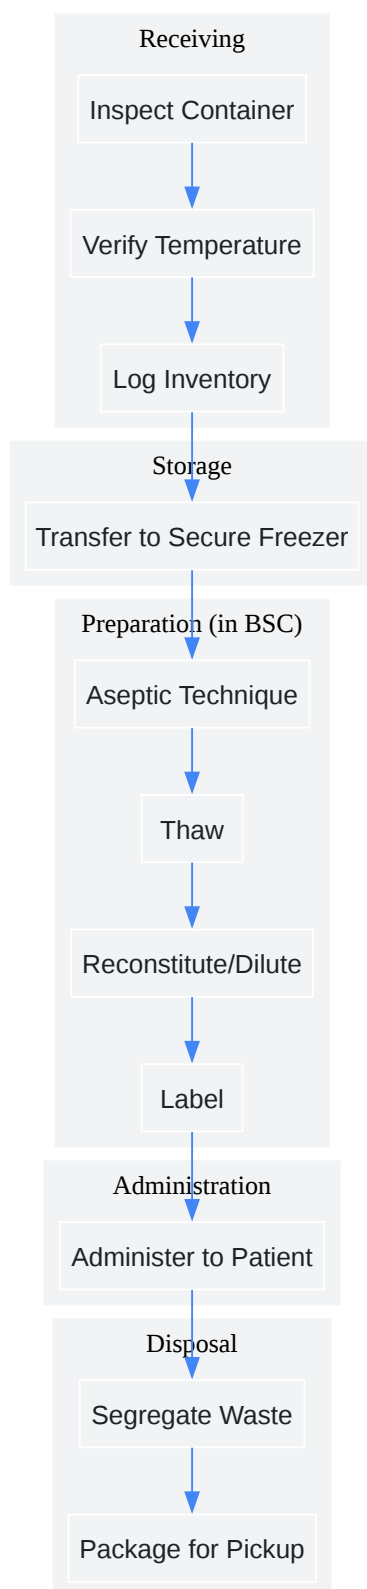 Receiving
Inspect Container
Verify Temperature
Log Inventory
Storage
Transfer to Secure Freezer
Preparation (in BSC)
Aseptic Technique
Thaw
Reconstitute/Dilute
Label
Administration
Administer to Patient
Disposal
Segregate Waste
Package for Pickup